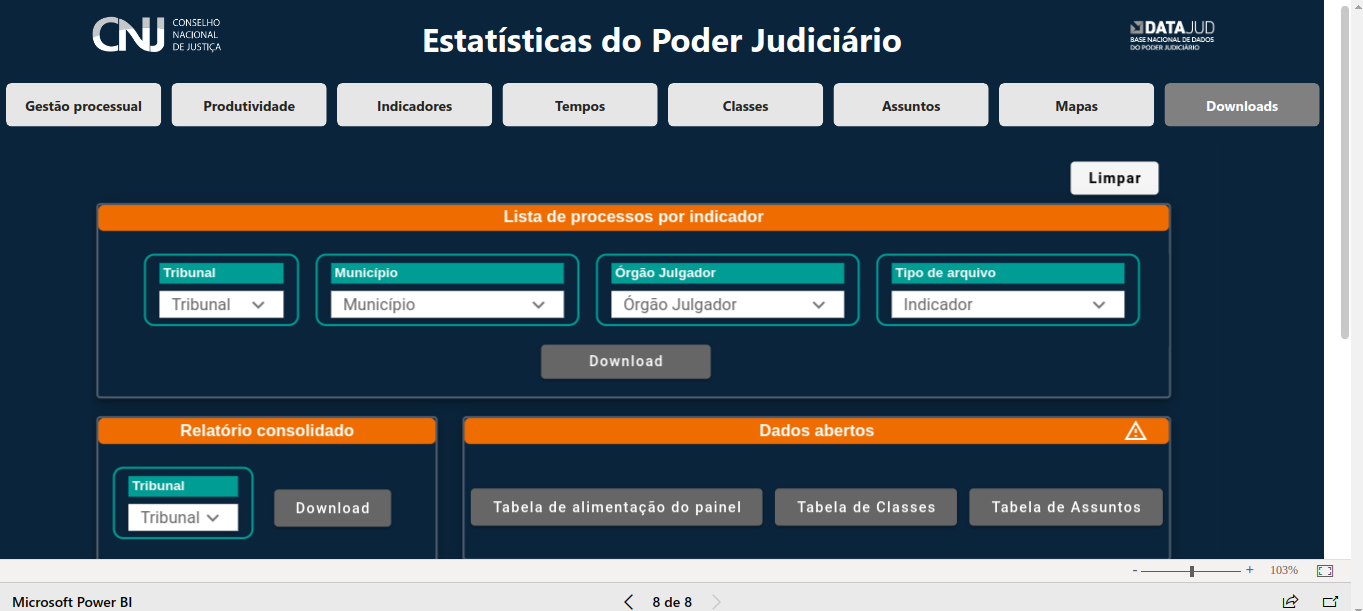 CNJ
CONSELHO
NACIONAL
DE JUSTIÇA
Estatísticas do Poder Judiciário
DATAJUD
BASE NACIONAL DE DADOS
DO PODER JUDICIÁRIO
Gestão processual
Produtividade
Indicadores
Tempos
Classes
Assuntos
Mapas
Downloads
Limpar
Lista de processos por indicador
Tribunal
Tribunal
Município
Município
Órgão Julgador
Órgão Julgador
Tipo de arquivo
Indicador
Download
Relatório consolidado
Tribunal
Tribunal
Download
Dados abertos
Tabela de alimentação do painel
Tabela de Classes
Tabela de Assuntos
- + 103%
Microsoft Power BI
8 de 8